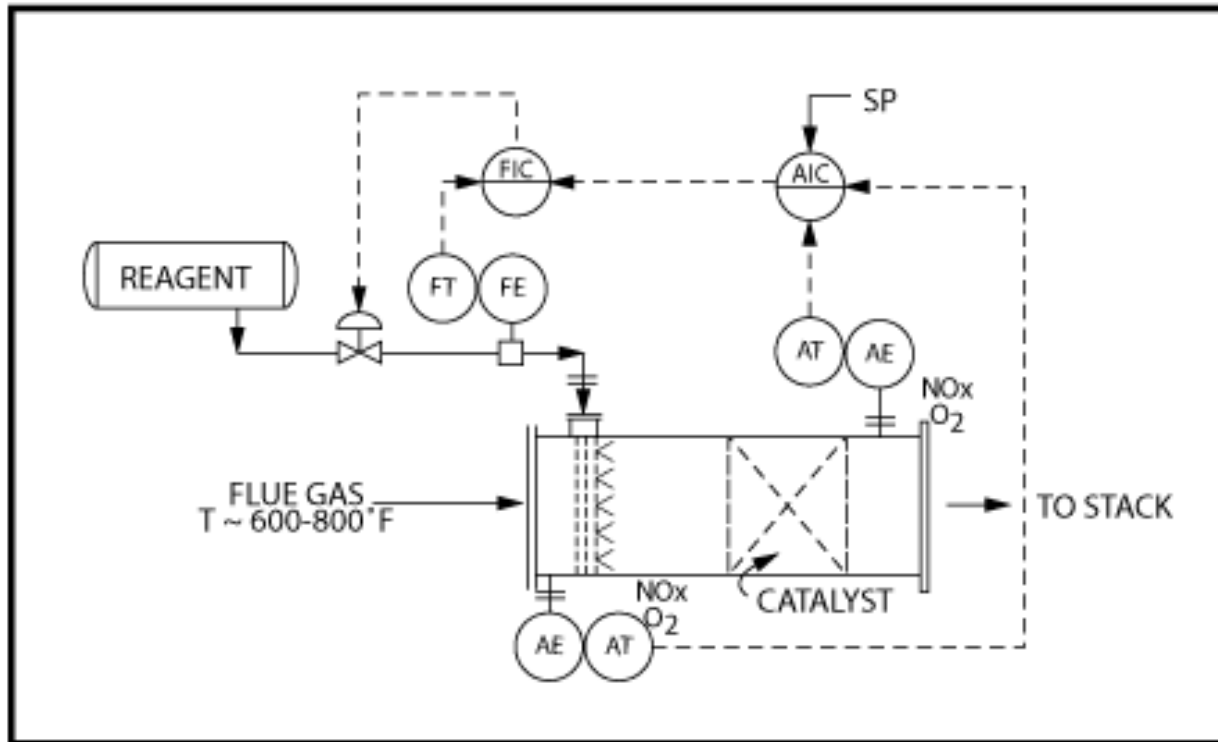 SP
FIC
AIC
REAGENT
FT
FE
AT
AE
NOx
O2
FLUE GAS
T ~ 600-800˚F
TO STACK
NOx
O2
CATALYST
AE
AT